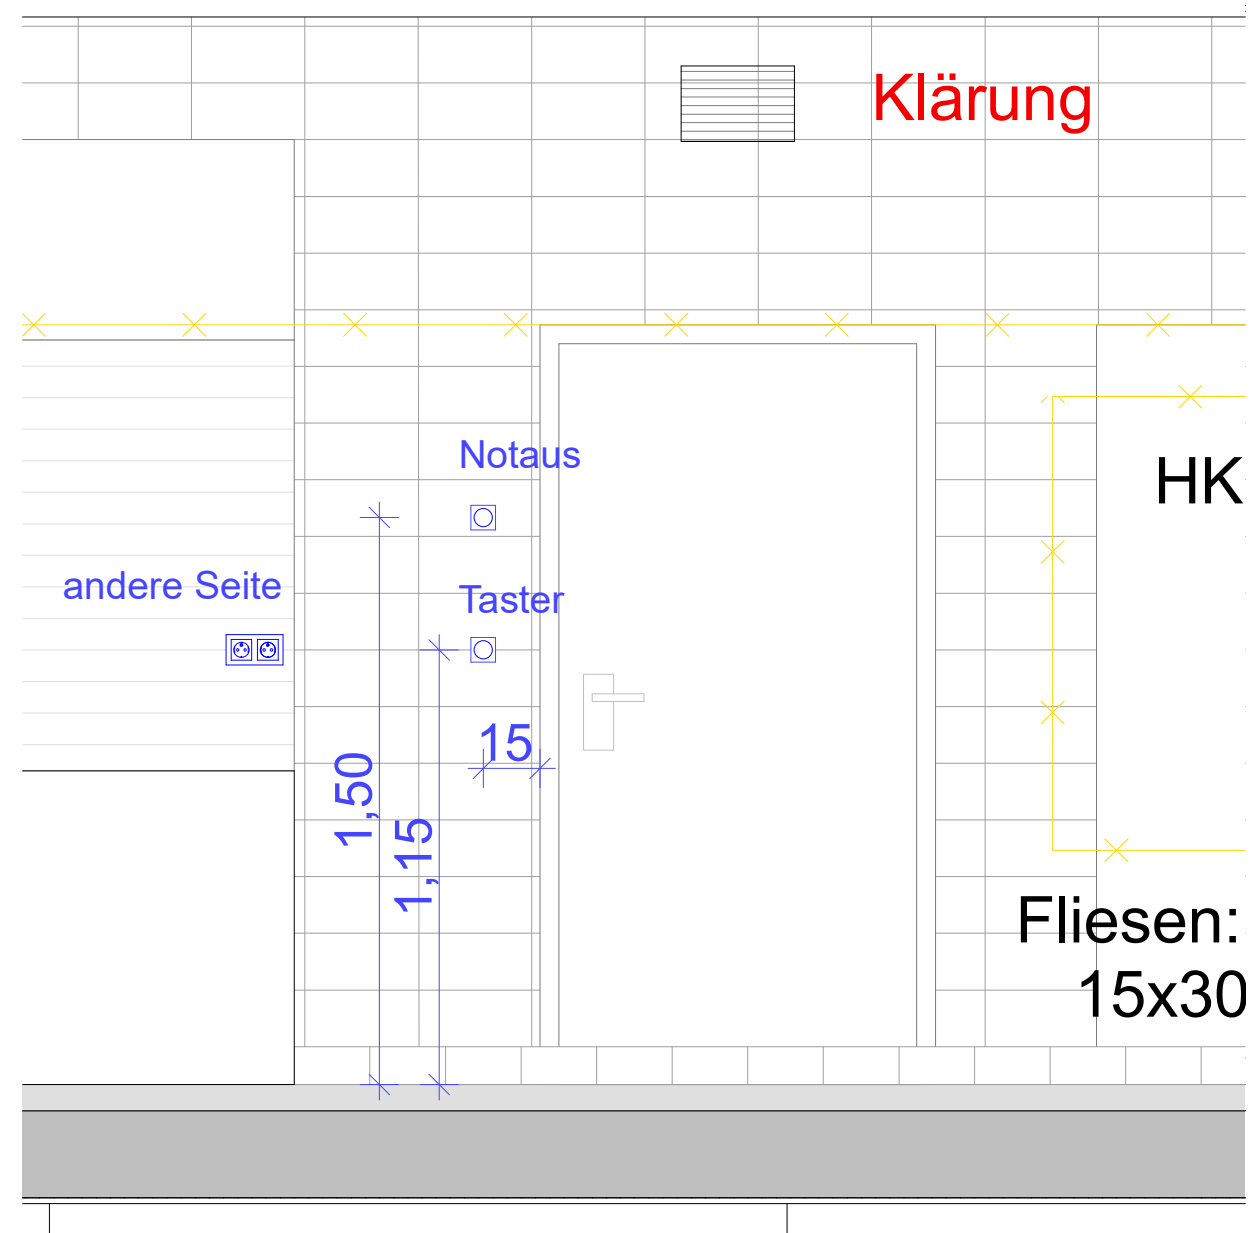 Klärung
Notaus
HK
andere Seite
Taster
15
1,50
1,15
Fliesen:
15x30